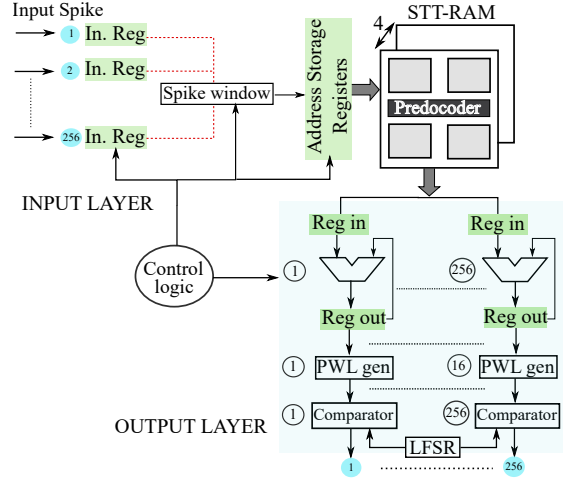 Input Spike
STT-RAM
4
1 In. Reg
2 In. Reg
Spike window
Address Storage
Registers
Predocoder
256 In. Reg
INPUT LAYER
Reg in
Reg in
Control
logic
1
256
Reg out
Reg out
1
PWL gen
16
PWL gen
1
Comparator
256
Comparator
OUTPUT LAYER
LFSR
1
256